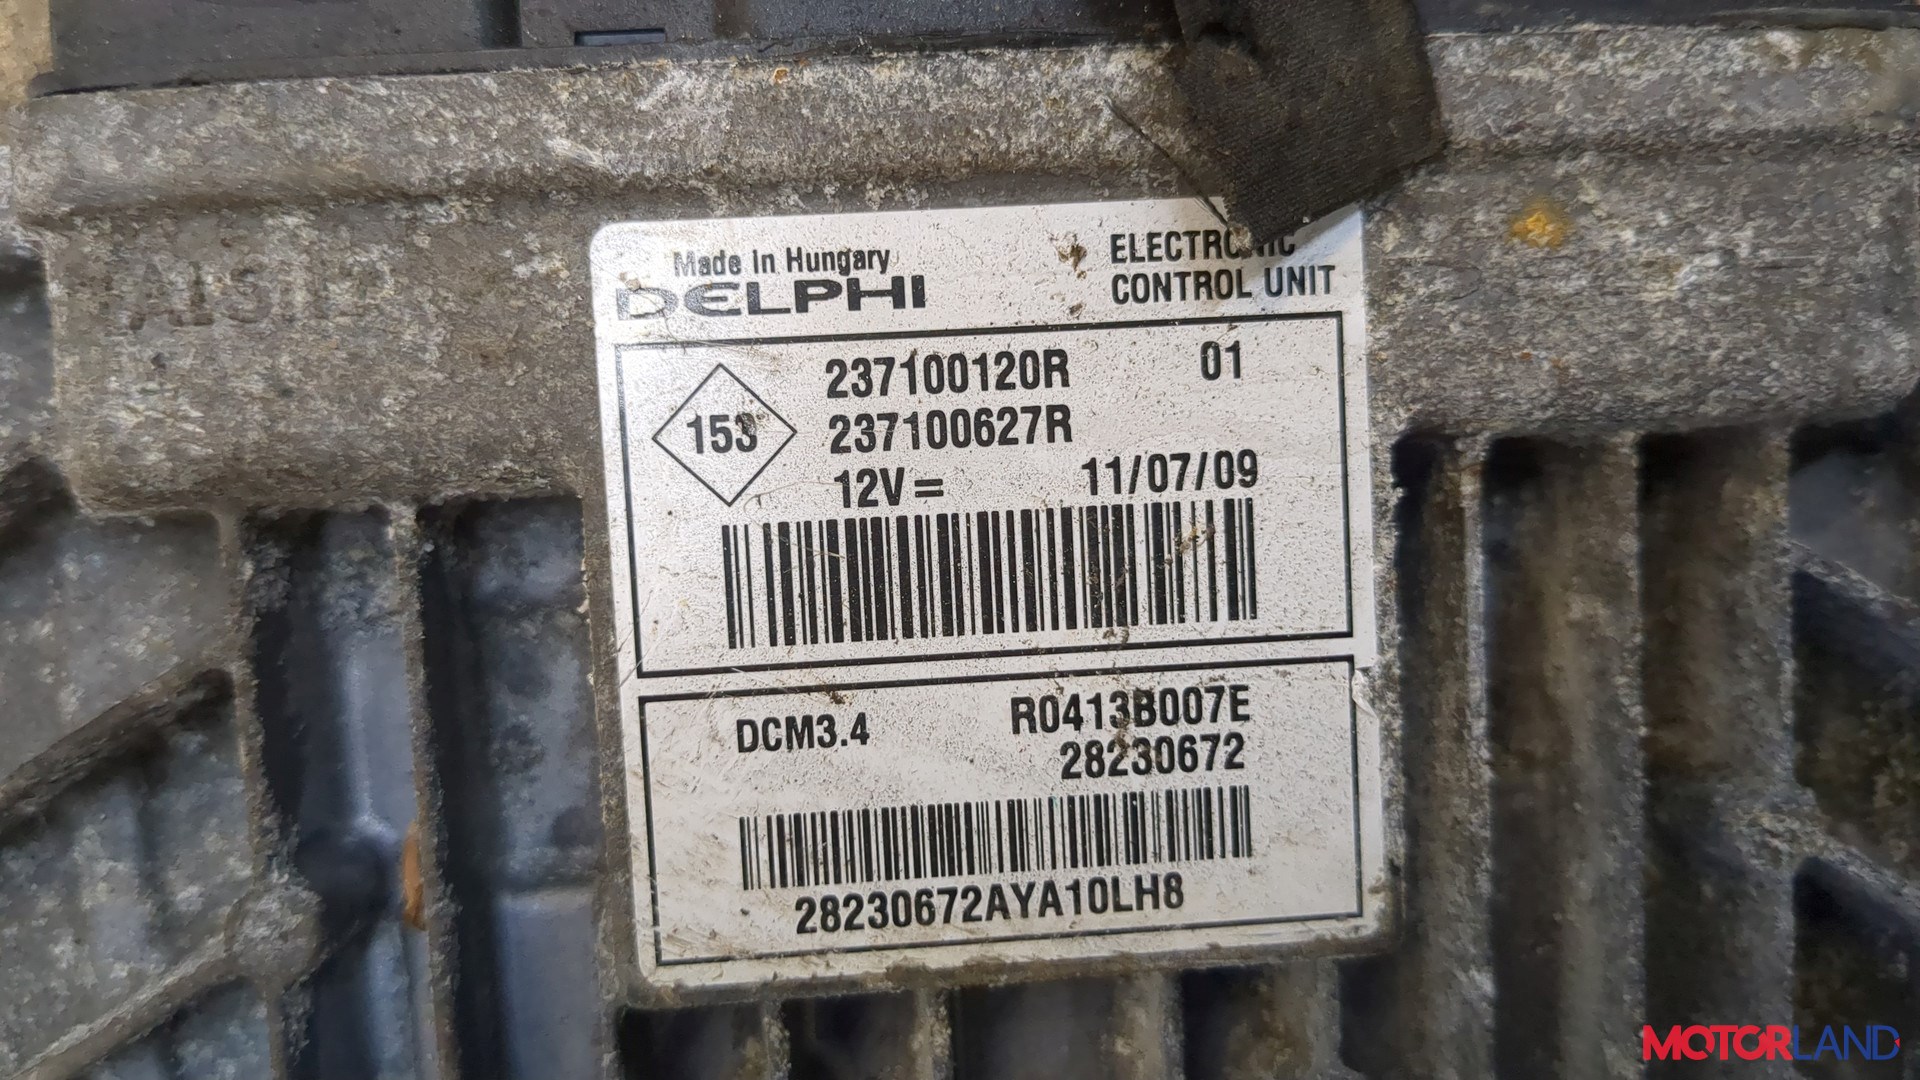 Made In Hungary
DELPHI
ELECTRONIC
CONTROL UNIT
153
237100120R 01
237100627R
12V = 11/07/09
DCM3.4
R0413B007E
28230672
28230672AYA10LH8
MOTORLAND